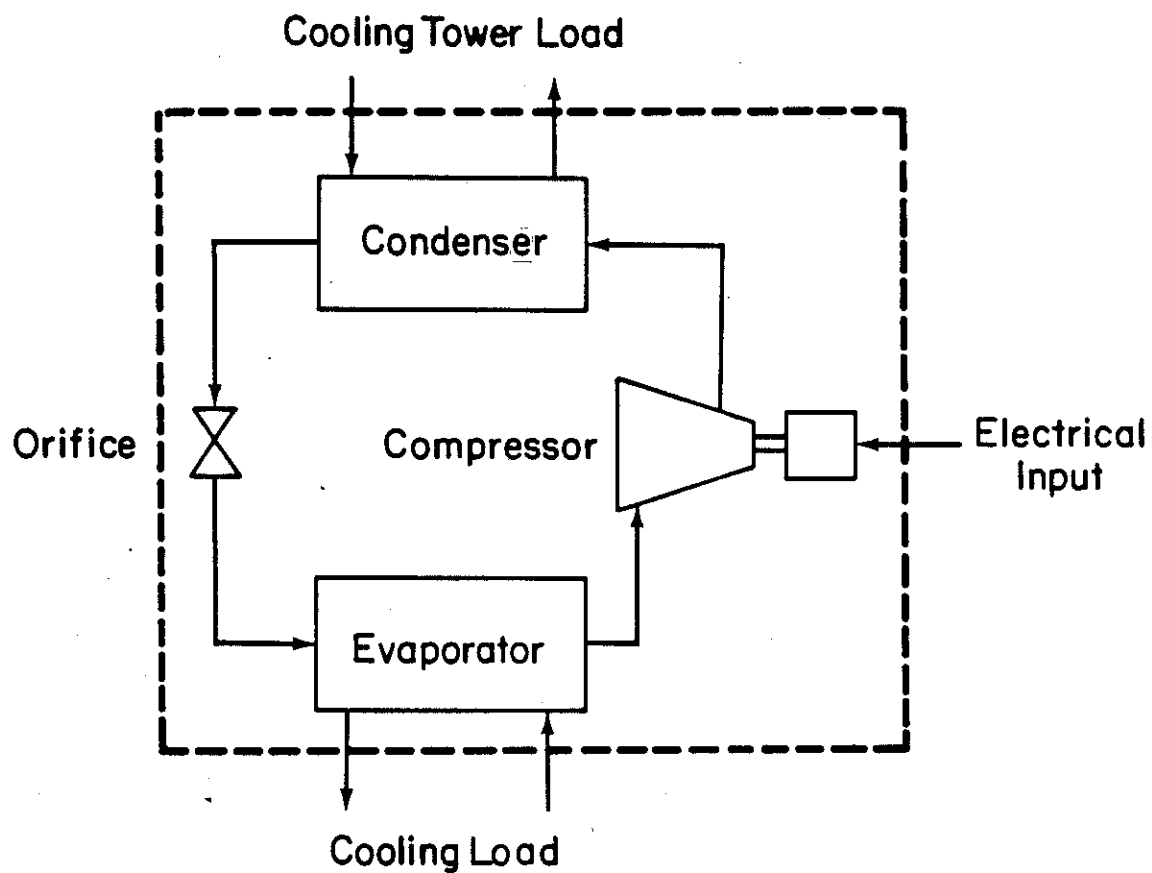 Cooling Tower Load
Condenser
Orifice
Compressor
Electrical
Input
Evaporator
Cooling Load